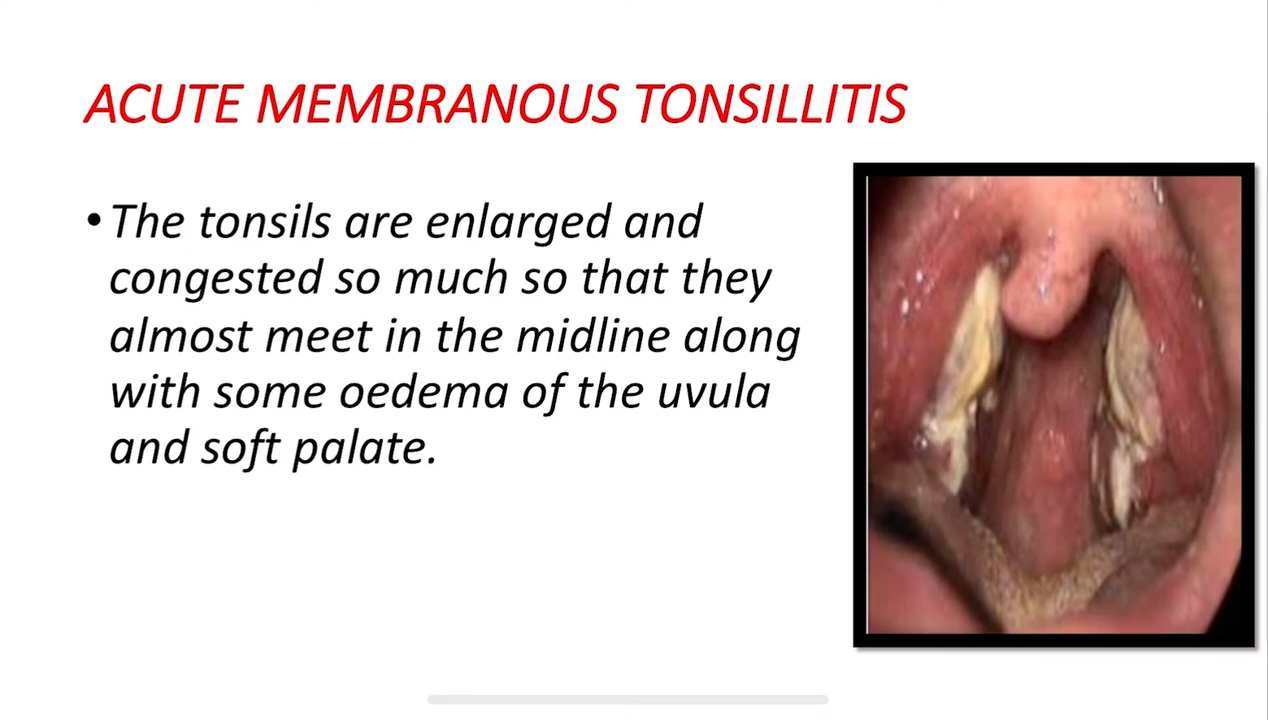 ACUTE MEMBRANOUS TONSILLITIS
• The tonsils are enlarged and
congested so much so that they
almost meet in the midline along
with some oedema of the uvula
and soft palate.